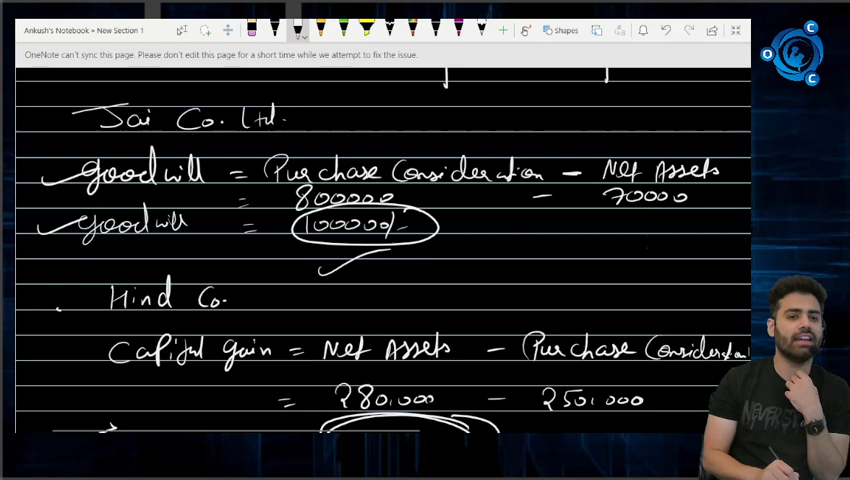 Ankush's Notebook » New Section 1
Shapes
OneNote can't sync this page. Please don't edit this page for a short time while we attempt to fix the issue.
O C C
Jai Co. Ltd.
Goodwill = Purchase Consideration - Net Assets
= 800000 - 70000
Goodwill = 100000/-
Hind Co.
Capital gain = Net Assets - Purchase Consideration
= 280,000 - 250,000